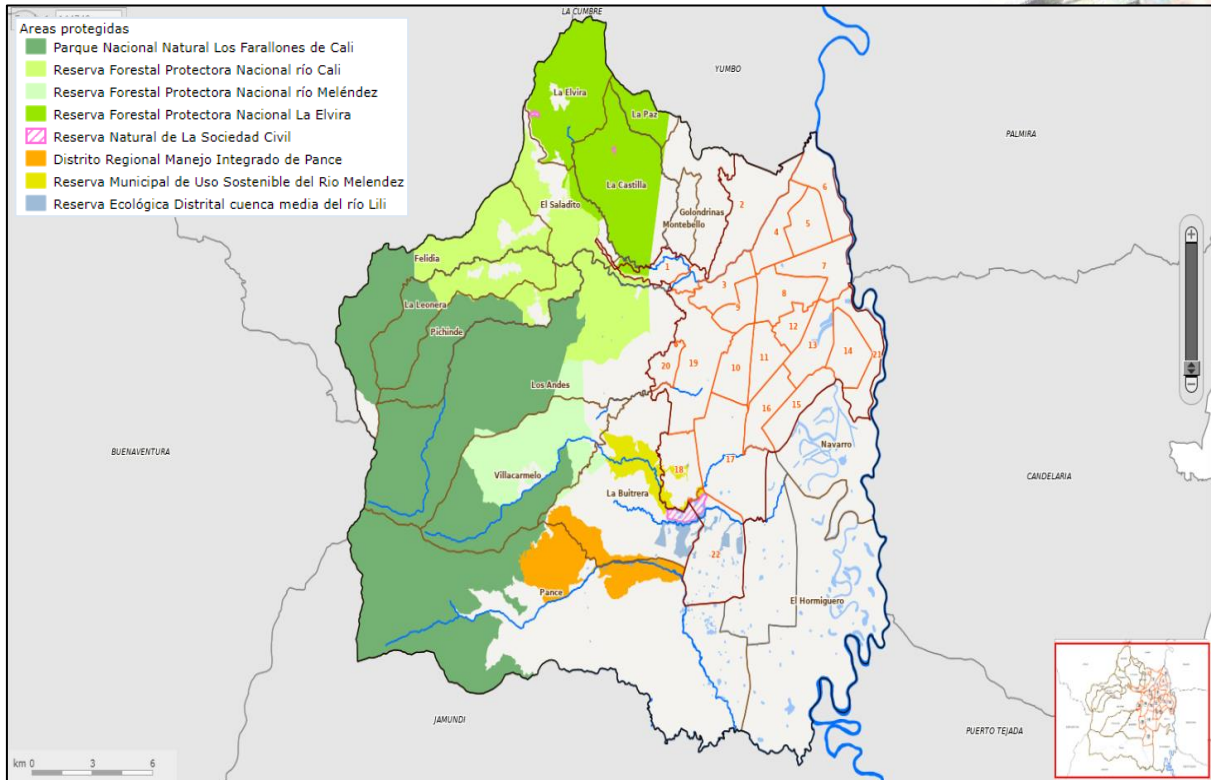 LA CUMBRE
Areas protegidas
Parque Nacional Natural Los Farallones de Cali
Reserva Forestal Protectora Nacional río Cali
Reserva Forestal Protectora Nacional río Meléndez
Reserva Forestal Protectora Nacional La Elvira
Reserva Natural de La Sociedad Civil
Distrito Regional Manejo Integrado de Pance
Reserva Municipal de Uso Sostenible del Rio Melendez
Reserva Ecológica Distrital cuenca media del río Lili
YUMBO
La Elvira
La Paz
PALMIRA
La Castilla
6
El Saladito
Golondrinas
2
Montebello
4
5
Felidia
1
7
3
8
La Leonera
9
Pichinde
12
13
14
21
11
20
19
10
Los Andes
16
15
BUENAVENTURA
Navarro
17
18
Villacarmelo
CANDELARIA
La Buitrera
22
Pance
El Hormiguero
JAMUNDI
PUERTO TEJADA
km 0 3 6